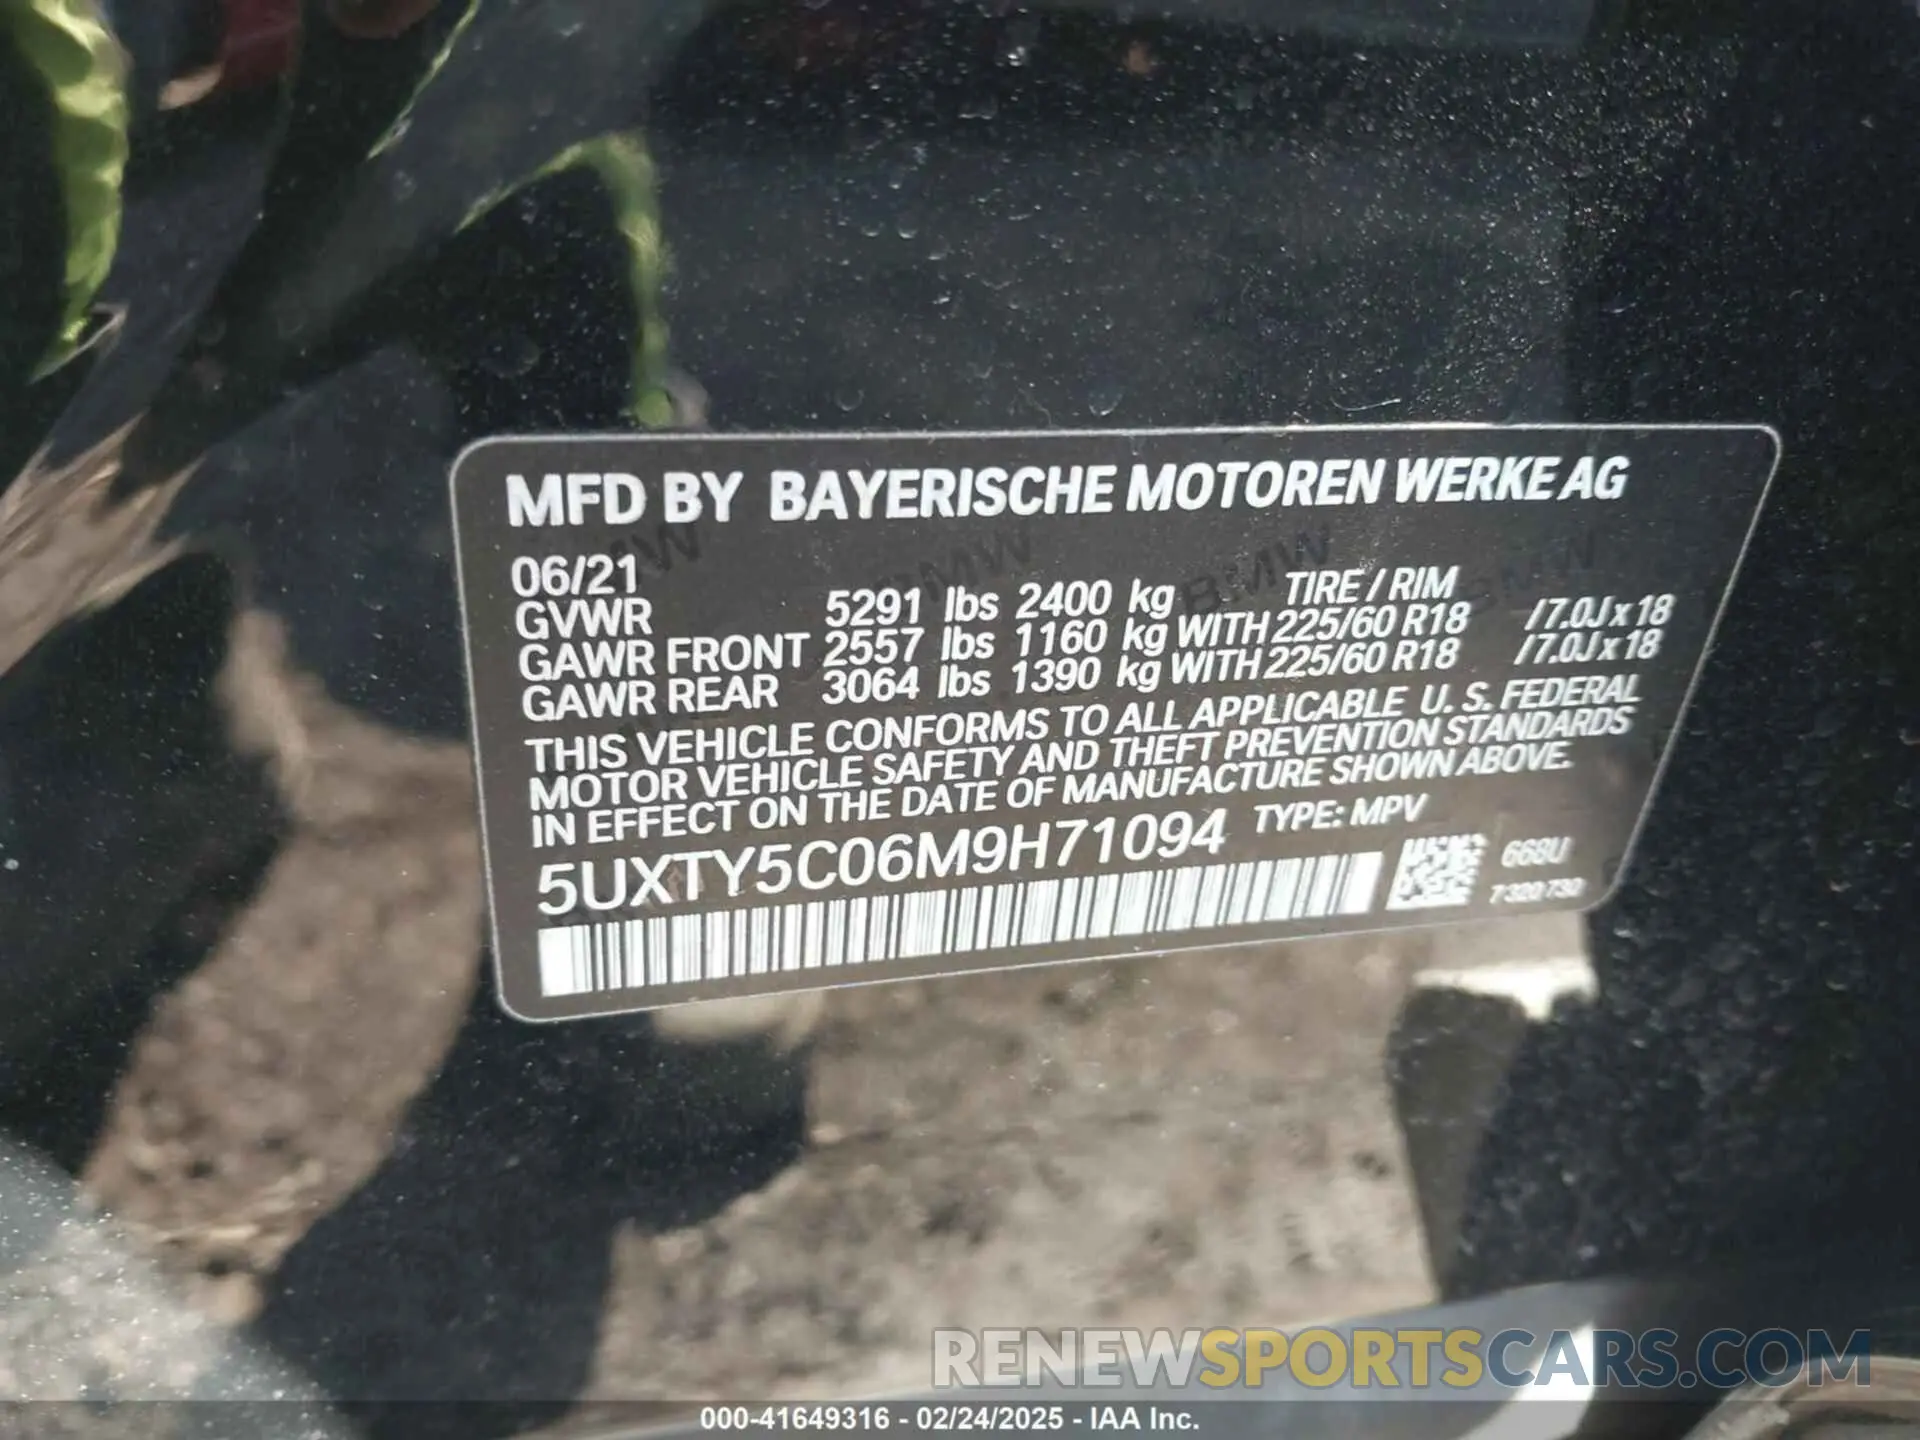 MFD BY BAYERISCHE MOTOREN WERKE AG
06/21
GVWR 5291 lbs 2400 kg TIRE / RIM
GAWR FRONT 2557 lbs 1160 kg WITH 225/60 R18 /7.0J x 18
GAWR REAR 3064 lbs 1390 kg WITH 225/60 R18 /7.0J x 18
THIS VEHICLE CONFORMS TO ALL APPLICABLE U. S. FEDERAL
MOTOR VEHICLE SAFETY AND THEFT PREVENTION STANDARDS
IN EFFECT ON THE DATE OF MANUFACTURE SHOWN ABOVE.
5UXTY5C06M9H71094 TYPE: MPV
668U
7300730
RENEWSPORTSCARS.COM
000-41649316 - 02/24/2025 - IAA Inc.